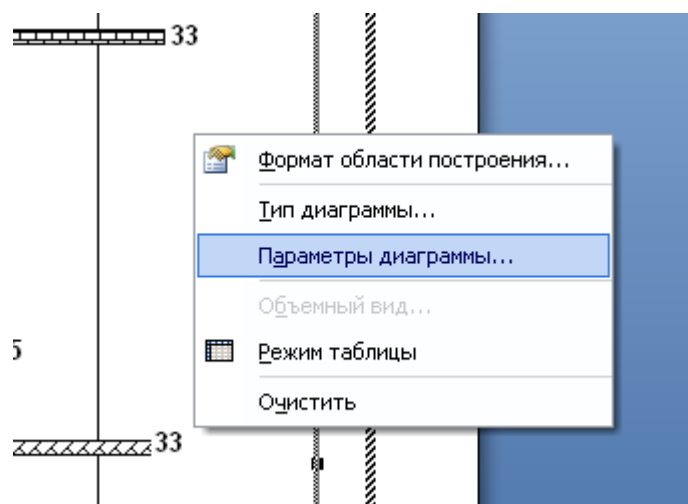 33
Формат области построения...
Тип диаграммы...
Параметры диаграммы...
Объемный вид...
5
Режим таблицы
Очистить
33